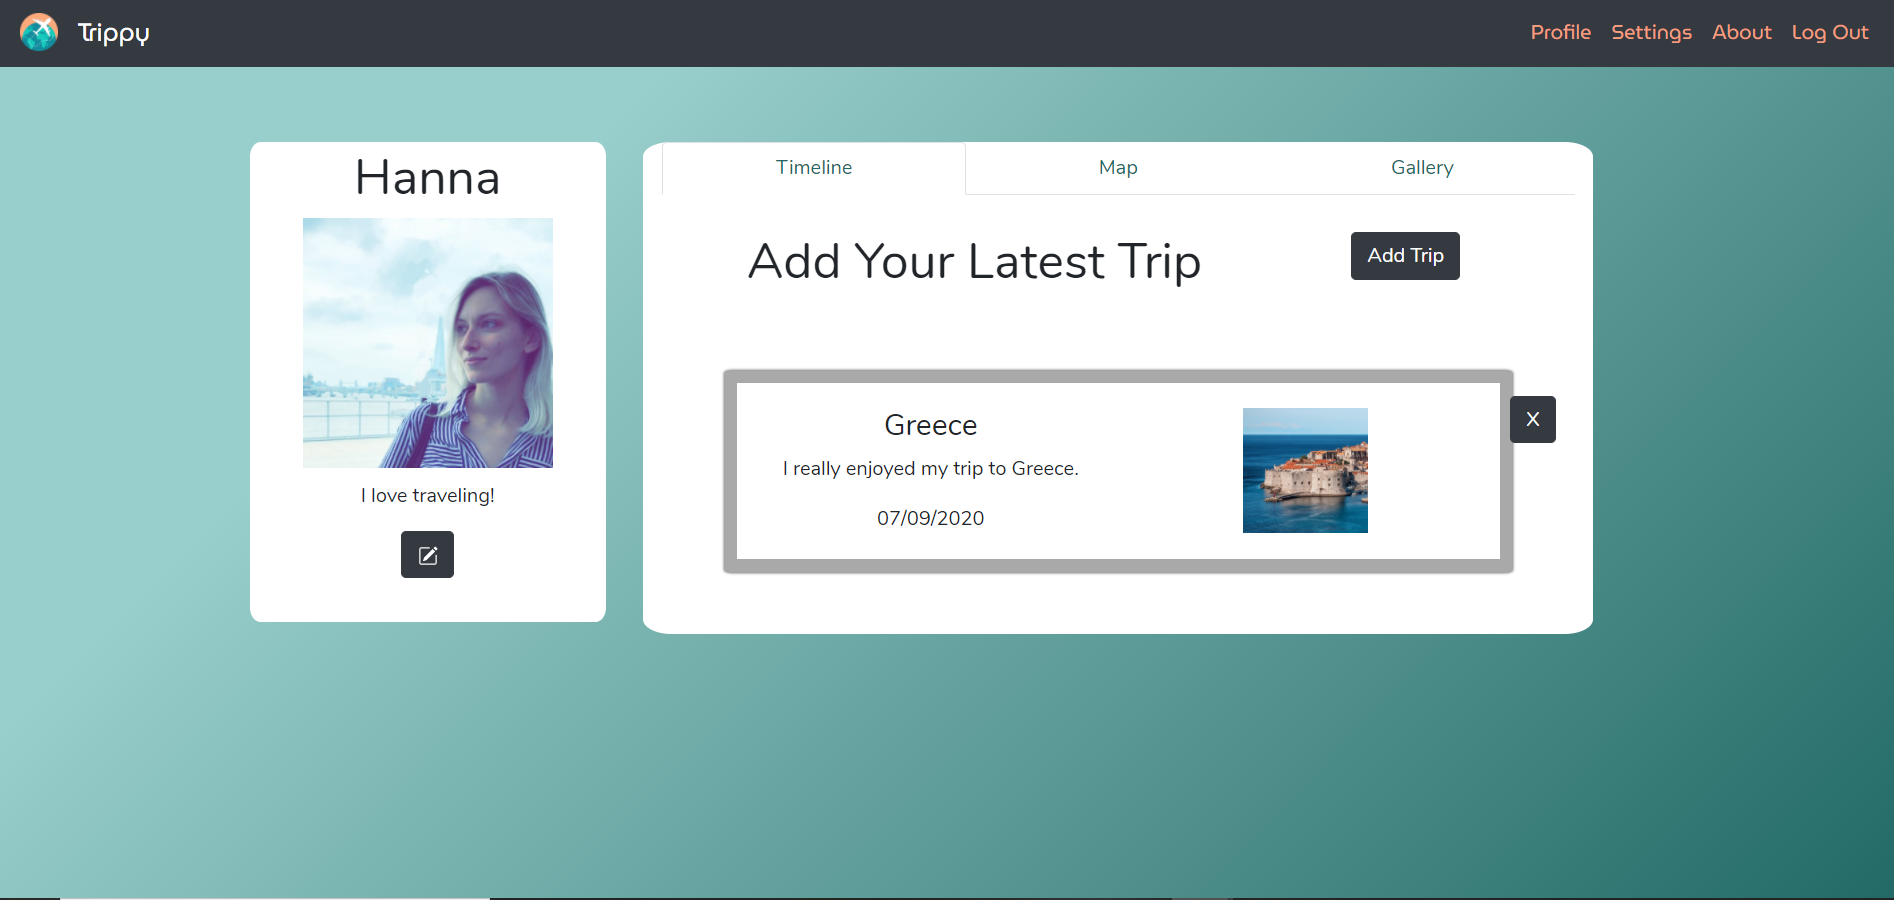 Trippy
Profile Settings About Log Out
Hanna
I love traveling!
Timeline Map Gallery
Add Your Latest Trip
Add Trip
Greece
I really enjoyed my trip to Greece.
07/09/2020
X